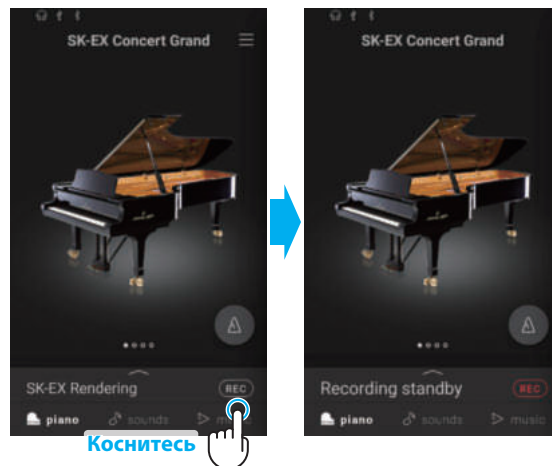 SK-EX Concert Grand
SK-EX Rendering
REC
piano
sounds
music
Коснитесь
SK-EX Concert Grand
Recording standby
REC
piano
sounds
music